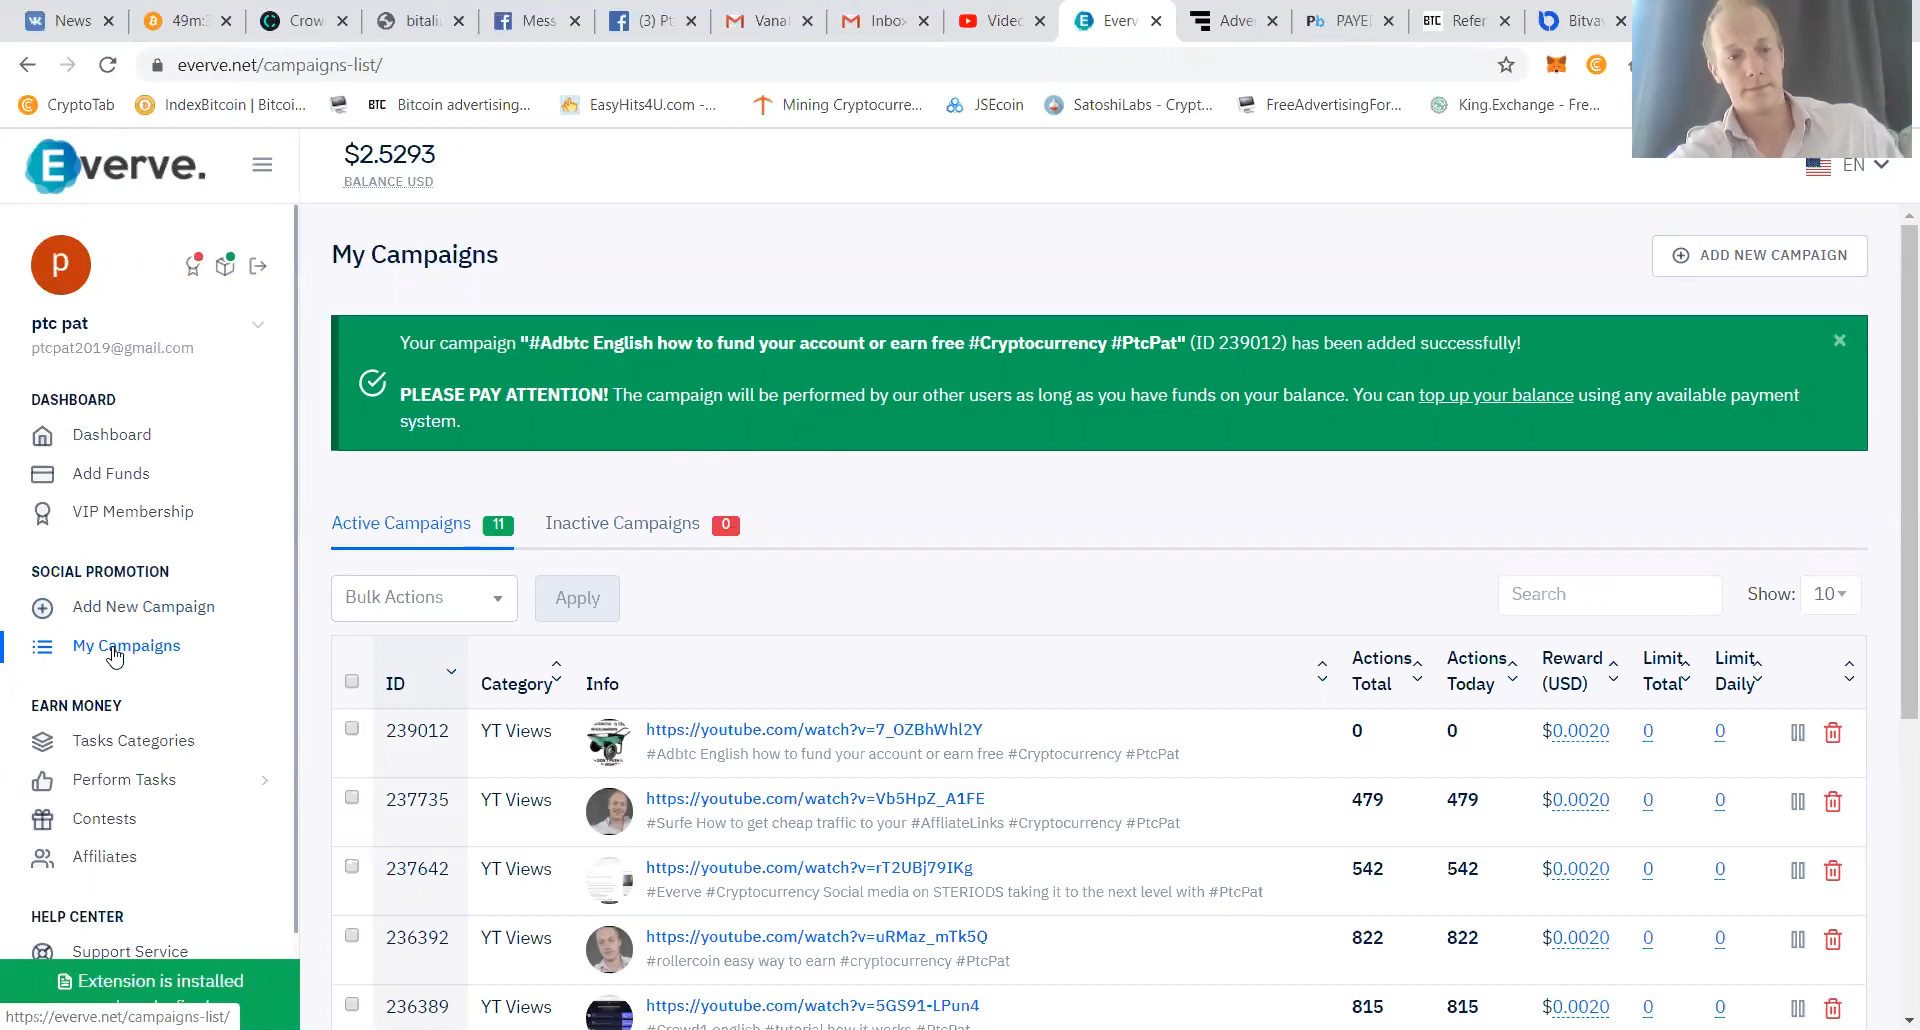 News 49m: Crow bitali Mess (3) Pt Vana Inbo Videc Everv Adve PAYEI BTC Refer Bitva
everve.net/campaigns-list/
CryptoTab IndexBitcoin | Bitcoi... BTC Bitcoin advertising... EasyHits4U.com -... Mining Cryptocurre... JSEcoin SatoshiLabs - Crypt... FreeAdvertisingFor... King.Exchange - Fre...
Everve. $2.5293
BALANCE USD
EN
p
ptc pat
ptcpat2019@gmail.com
DASHBOARD
Dashboard
Add Funds
VIP Membership
SOCIAL PROMOTION
Add New Campaign
My Campaigns
EARN MONEY
Tasks Categories
Perform Tasks
Contests
Affiliates
HELP CENTER
Support Service
Extension is installed
https://everve.net/campaigns-list/
My Campaigns
ADD NEW CAMPAIGN
Your campaign "#Adbtc English how to fund your account or earn free #Cryptocurrency #PtcPat" (ID 239012) has been added successfully!
PLEASE PAY ATTENTION! The campaign will be performed by our other users as long as you have funds on your balance. You can top up your balance using any available payment
system.
Active Campaigns 11 Inactive Campaigns 0
Bulk Actions Apply Search Show: 10
ID Category Info Actions Total Actions Today Reward (USD) Limit Total Limit Daily
239012 YT Views https://youtube.com/watch?v=7_OZBhWhl2Y 0 0 $0.0020 0 0
#Adbtc English how to fund your account or earn free #Cryptocurrency #PtcPat
237735 YT Views https://youtube.com/watch?v=Vb5HpZ_A1FE 479 479 $0.0020 0 0
#Surfe How to get cheap traffic to your #AffliateLinks #Cryptocurrency #PtcPat
237642 YT Views https://youtube.com/watch?v=rT2UBj79IKg 542 542 $0.0020 0 0
#Everve #Cryptocurrency Social media on STERIODS taking it to the next level with #PtcPat
236392 YT Views https://youtube.com/watch?v=uRMaz_mTk5Q 822 822 $0.0020 0 0
#rollercoin easy way to earn #cryptocurrency #PtcPat
236389 YT Views https://youtube.com/watch?v=5GS91-LPun4 815 815 $0.0020 0 0
#Crowd1 english #tutorial how it works #PtcPat